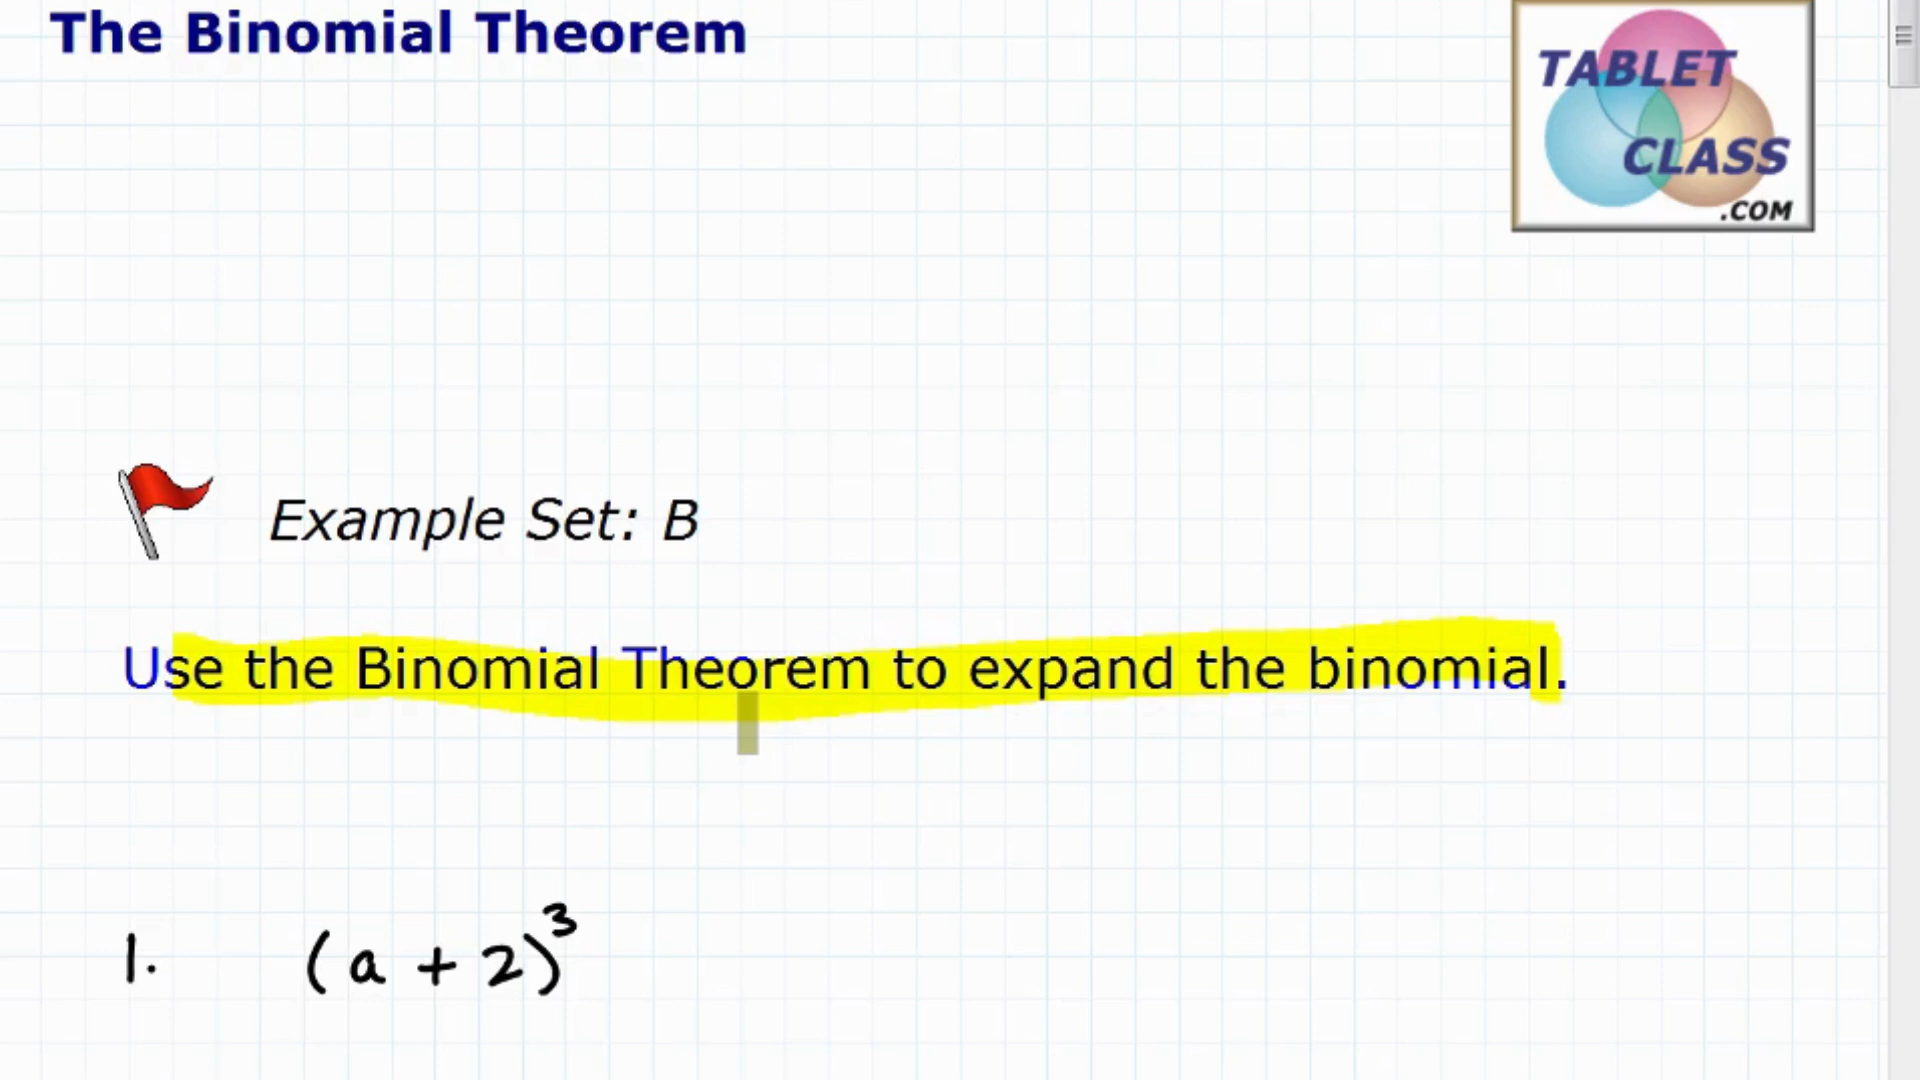 The Binomial Theorem
TABLET
CLASS
.COM
Example Set: B
Use the Binomial Theorem to expand the binomial.
1. (a + 2)³